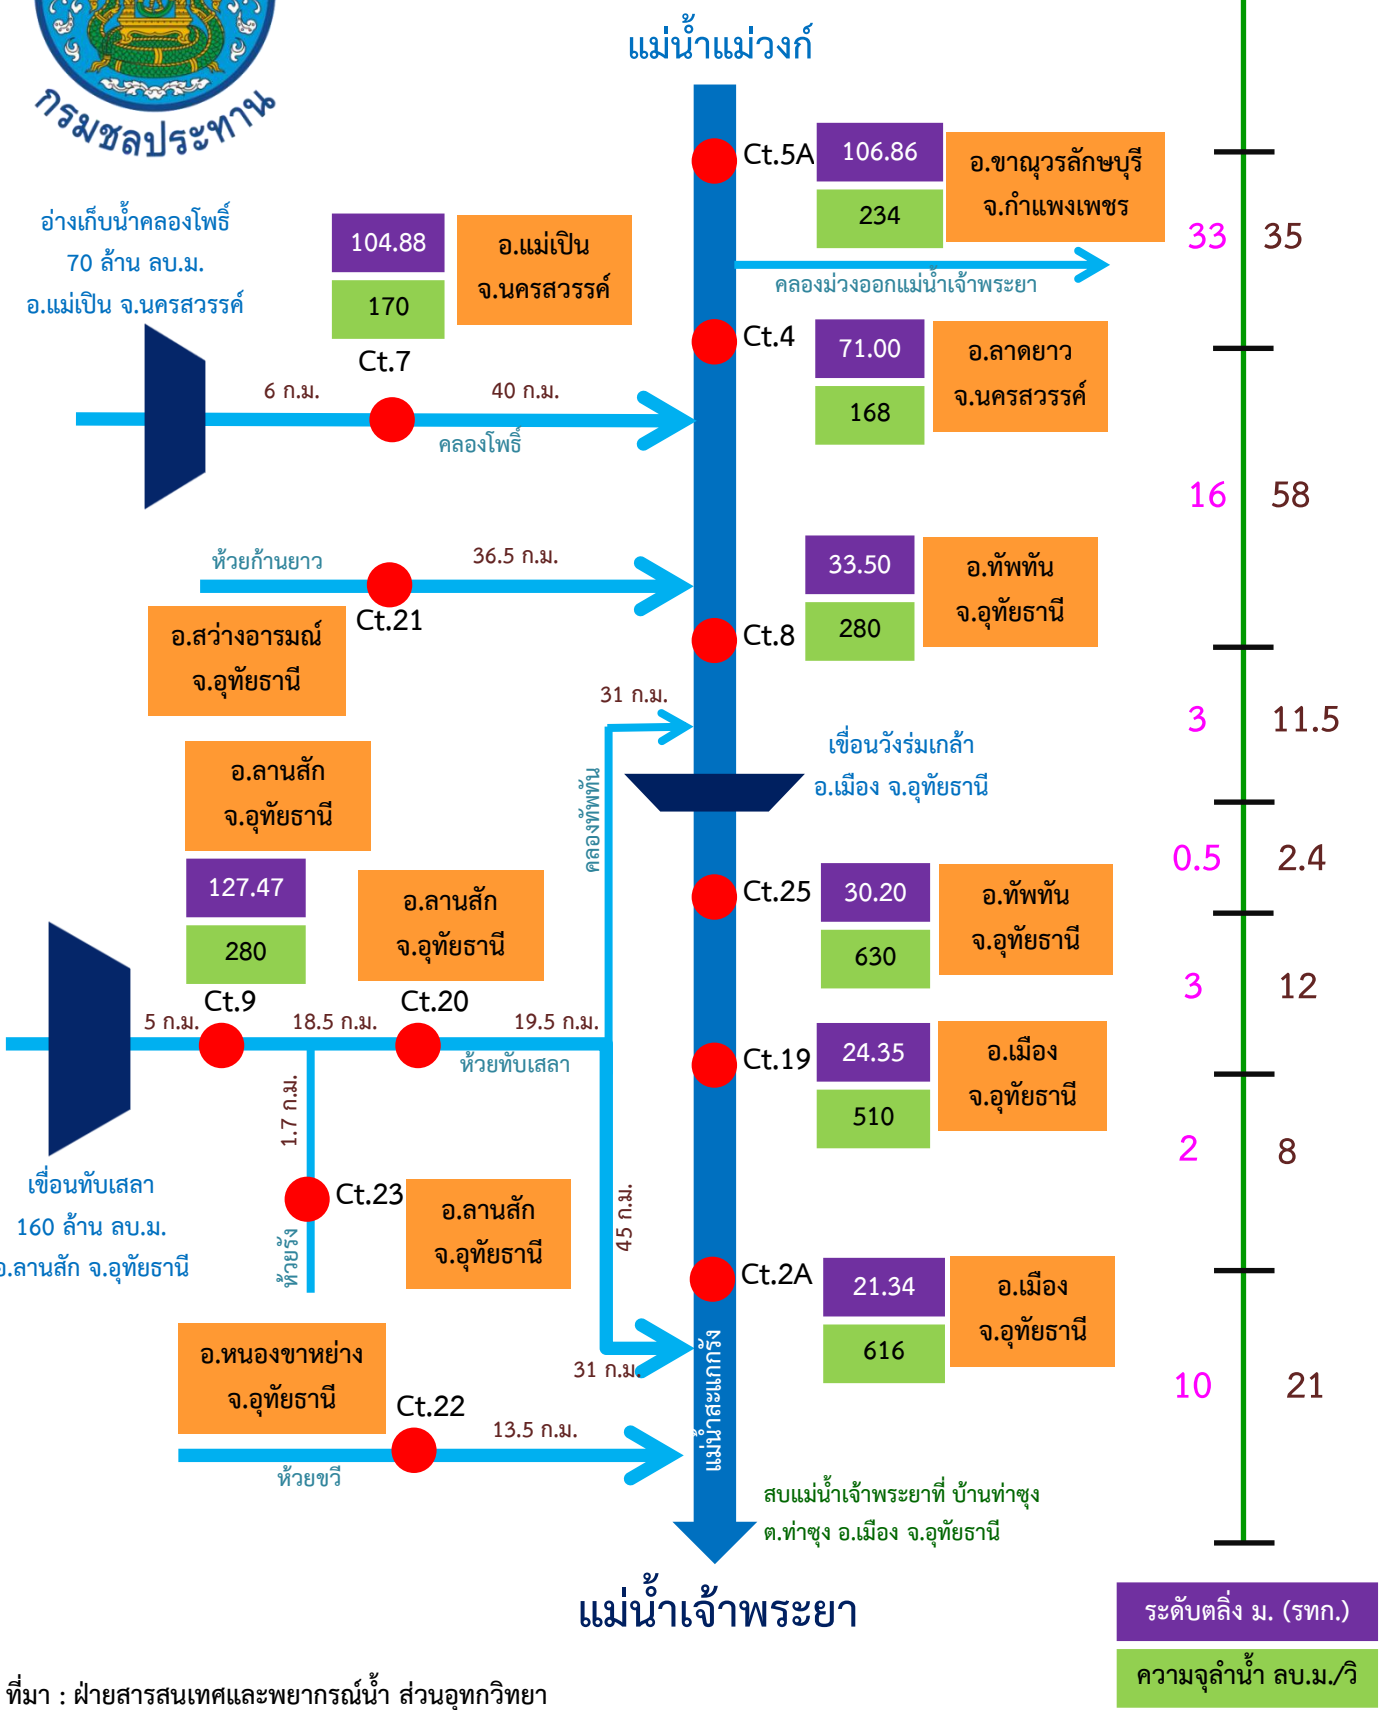 กรมชลประทาน
แม่น้ำแม่วงก์
Ct.5A
106.86
234
อ.ขาณุวรลักษบุรี
จ.กำแพงเพชร
33
35
อ่างเก็บน้ำคลองโพธิ์
70 ล้าน ลบ.ม.
อ.แม่เปิน จ.นครสวรรค์
104.88
170
อ.แม่เปิน
จ.นครสวรรค์
Ct.7
คลองม่วงออกแม่น้ำเจ้าพระยา
Ct.4
71.00
168
อ.ลาดยาว
จ.นครสวรรค์
6 ก.ม.
40 ก.ม.
คลองโพธิ์
16
58
ห้วยก้านยาว
36.5 ก.ม.
Ct.21
อ.สว่างอารมณ์
จ.อุทัยธานี
Ct.8
33.50
280
อ.ทัพทัน
จ.อุทัยธานี
31 ก.ม.
3
11.5
เขื่อนวังร่มเกล้า
อ.เมือง จ.อุทัยธานี
คลองทัพทัน
อ.ลานสัก
จ.อุทัยธานี
127.47
280
Ct.9
อ.ลานสัก
จ.อุทัยธานี
Ct.20
0.5
2.4
Ct.25
30.20
630
อ.ทัพทัน
จ.อุทัยธานี
3
12
5 ก.ม.
18.5 ก.ม.
19.5 ก.ม.
ห้วยทับเสลา
Ct.19
24.35
510
อ.เมือง
จ.อุทัยธานี
1.7 ก.ม.
2
8
เขื่อนทับเสลา
160 ล้าน ลบ.ม.
อ.ลานสัก จ.อุทัยธานี
Ct.23
ห้วยรัง
อ.ลานสัก
จ.อุทัยธานี
45 ก.ม.
Ct.2A
21.34
616
อ.เมือง
จ.อุทัยธานี
31 ก.ม.
10
21
แม่น้ำสะแกกรัง
อ.หนองขาหย่าง
จ.อุทัยธานี
Ct.22
13.5 ก.ม.
ห้วยขวี
สบแม่น้ำเจ้าพระยาที่ บ้านท่าซุง
ต.ท่าซุง อ.เมือง จ.อุทัยธานี
แม่น้ำเจ้าพระยา
ระดับตลิ่ง ม. (รทก.)
ความจุลำน้ำ ลบ.ม./วิ
ที่มา : ฝ่ายสารสนเทศและพยากรณ์น้ำ ส่วนอุทกวิทยา